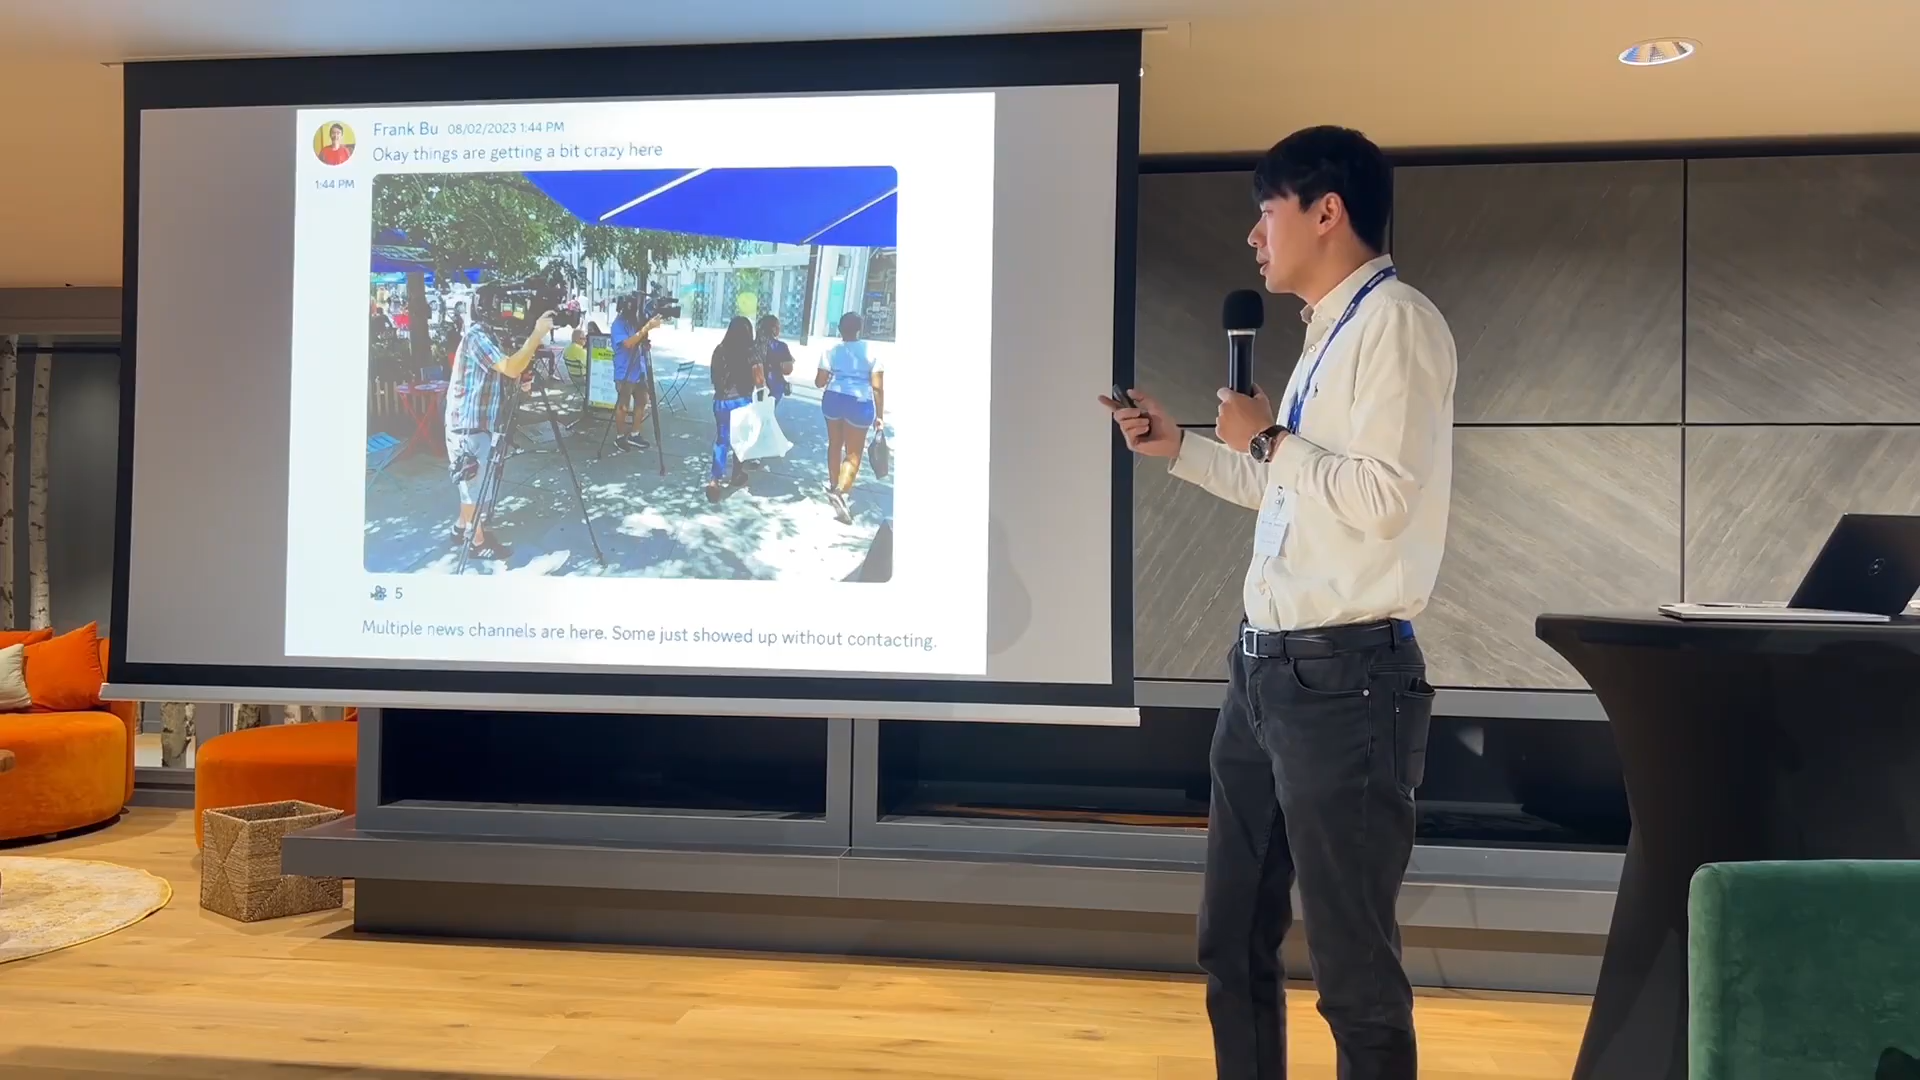 Frank Bu 08/02/2023 1:44 PM
Okay things are getting a bit crazy here
1:44 PM
5
Multiple news channels are here. Some just showed up without contacting.